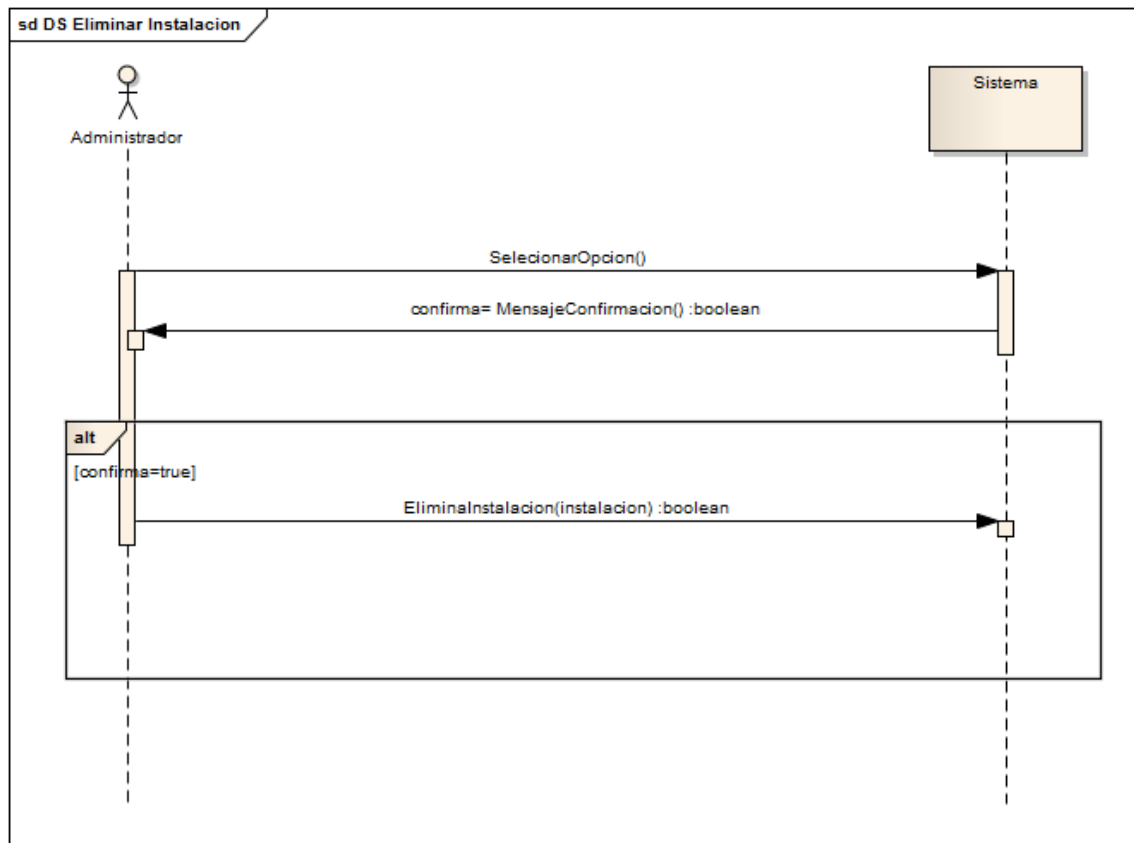 sd DS Eliminar Instalacion
Administrador
Sistema
SelecionarOpcion()
confirma= MensajeConfirmacion() :boolean
alt
[confirma=true]
EliminaInstalacion(instalacion) :boolean